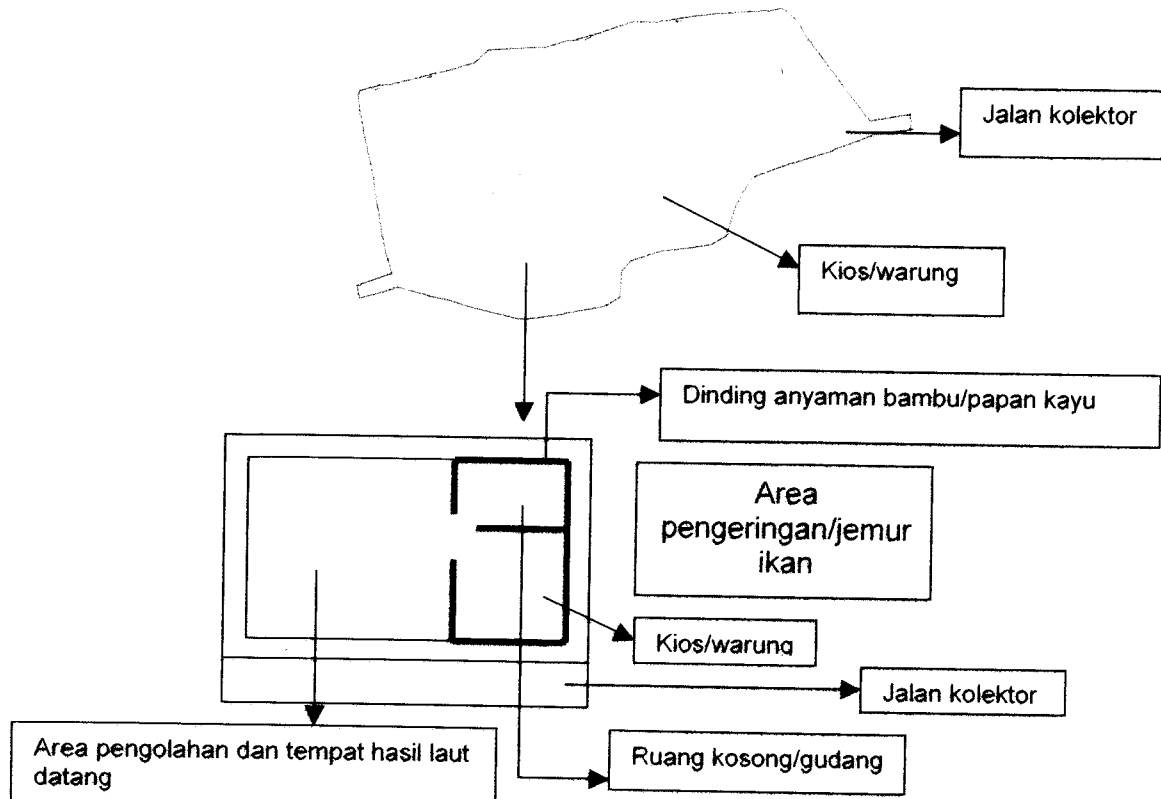 Jalan kolektor
Kios/warung
Dinding anyaman bambu/papan kayu
Area
pengeringan/jemur
ikan
Kios/warung
Jalan kolektor
Area pengolahan dan tempat hasil laut
datang
Ruang kosong/gudang